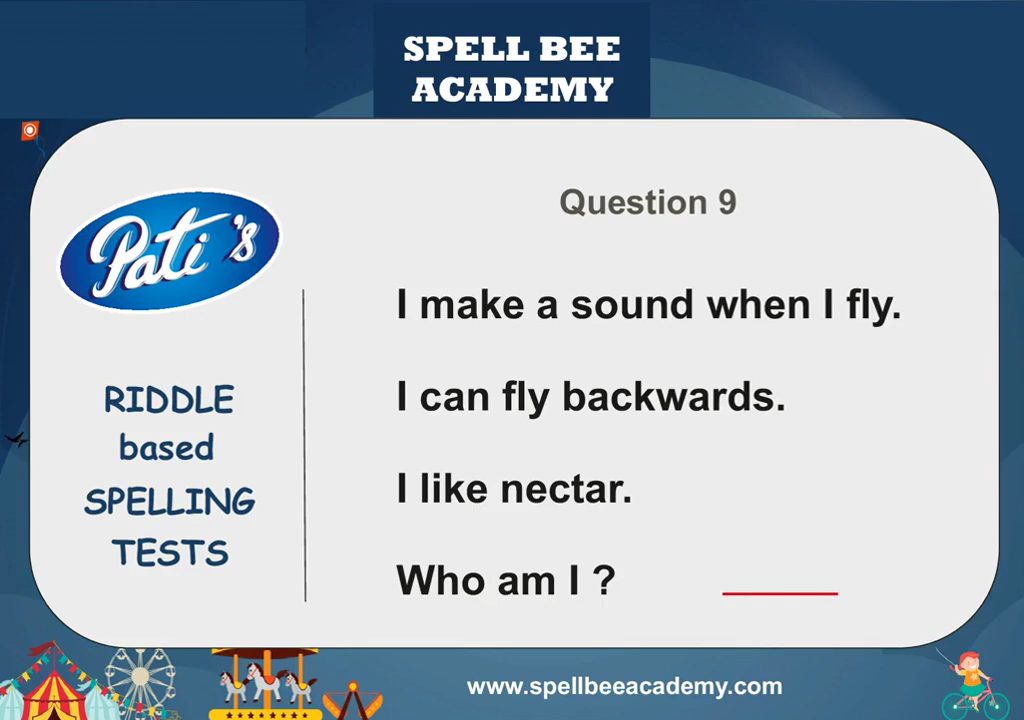 SPELL BEE
ACADEMY
Pati's
RIDDLE
based
SPELLING
TESTS
Question 9
I make a sound when I fly.
I can fly backwards.
I like nectar.
Who am I ?
www.spellbeeacademy.com